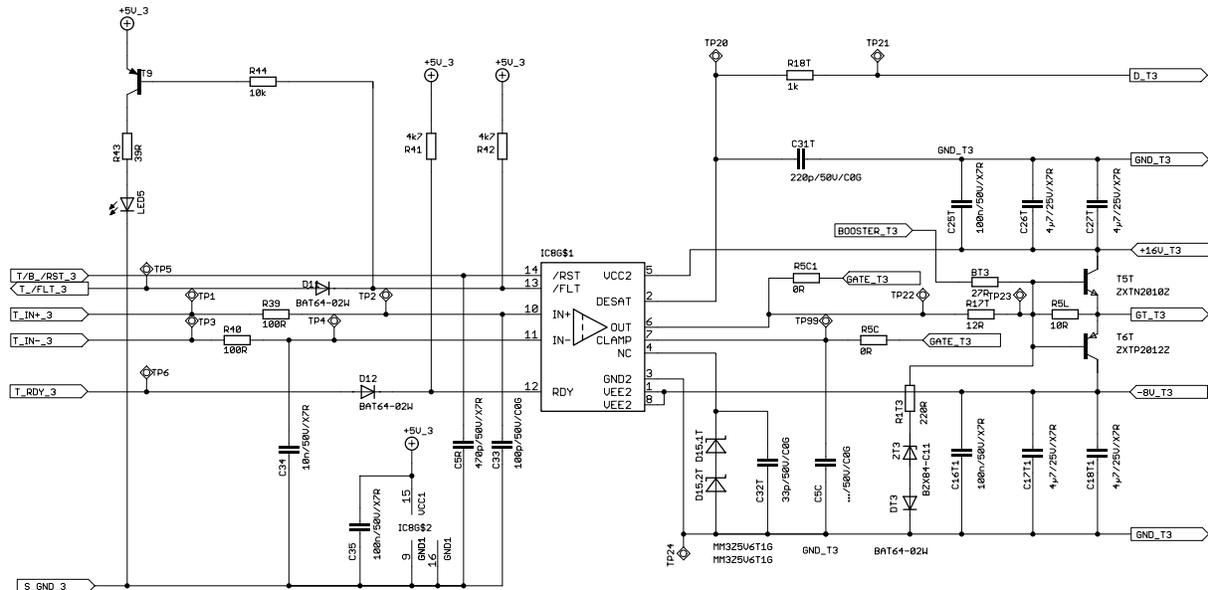 +5V_3
T9
R44
10k
R43
39R
LED5
+5V_3
+5V_3
4k7
R41
4k7
R42
TP20
TP21
R18T
1k
D_T3
C31T
220p/50V/C0G
GND_T3
GND_T3
C25T
100n/50V/X7R
C26T
4µ7/25V/X7R
C27T
4µ7/25V/X7R
BOOSTER_T3
+16V_T3
T/B_/RST_3
TP5
T_/FLT_3
BAT64-02W
TP1
TP2
T_IN+_3
R39
100R
TP3
TP4
T_IN-_3
R40
100R
T_RDY_3
TP6
D12
BAT64-02W
IC8G$1
14
/RST
13
/FLT
10
IN+
11
IN-
12
RDY
VCC2
5
DESAT
2
OUT
6
CLAMP
7
NC
4
GND2
3
VEE2
1
VEE2
8
R5C1
0R
GATE_T3
TP22
TP23
BT3
27R
R17T
12R
R5L
10R
T5T
ZXTN2010Z
GT_T3
T6T
ZXTP2012Z
TP99
R5C
0R
GATE_T3
-8V_T3
R1T3
220R
ZT3
BZX84-C11
DT3
BAT64-02W
C34
10n/50V/X7R
C5R
470p/50V/X7R
C33
100p/50V/C0G
+5V_3
C35
100n/50V/X7R
15
VCC1
IC8G$2
9
GND1
16
GND1
D15.1T
D15.2T
C32T
33p/50V/C0G
C5C
.../50V/C0G
C16T1
100n/50V/X7R
C17T1
4µ7/25V/X7R
C18T1
4µ7/25V/X7R
TP24
MM3Z5V6T1G
MM3Z5V6T1G
GND_T3
GND_T3
S_GND_3